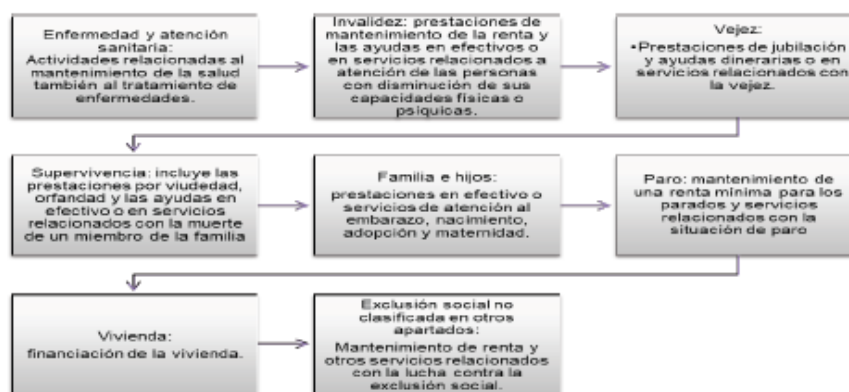 Enfermedad y atención
sanitaria:
Actividades relacionadas al
mantenimiento de la salud
también al tratamiento de
enfermedades.
Invalidez: prestaciones de
mantenimiento de la renta y
las ayudas en efectivos o
en servicios relacionados a
atención de las personas
con disminución de sus
capacidades físicas o
psíquicas.
Vejez:
•Prestaciones de jubilación
y ayudas dinerarias o en
servicios relacionados con
la vejez.
Supervivencia: incluye las
prestaciones por viudedad,
orfandad y las ayudas en
efectivo o en servicios
relacionados con la muerte
de un miembro de la familia
Familia e hijos:
prestaciones en efectivo o
servicios de atención al
embarazo, nacimiento,
adopción y maternidad.
Paro: mantenimiento de
una renta mínima para los
parados y servicios
relacionados con la
situación de paro
Vivienda:
financiación de la vivienda.
Exclusión social no
clasificada en otros
apartados:
Mantenimiento de renta y
otros servicios relacionados
con la lucha contra la
exclusión social.